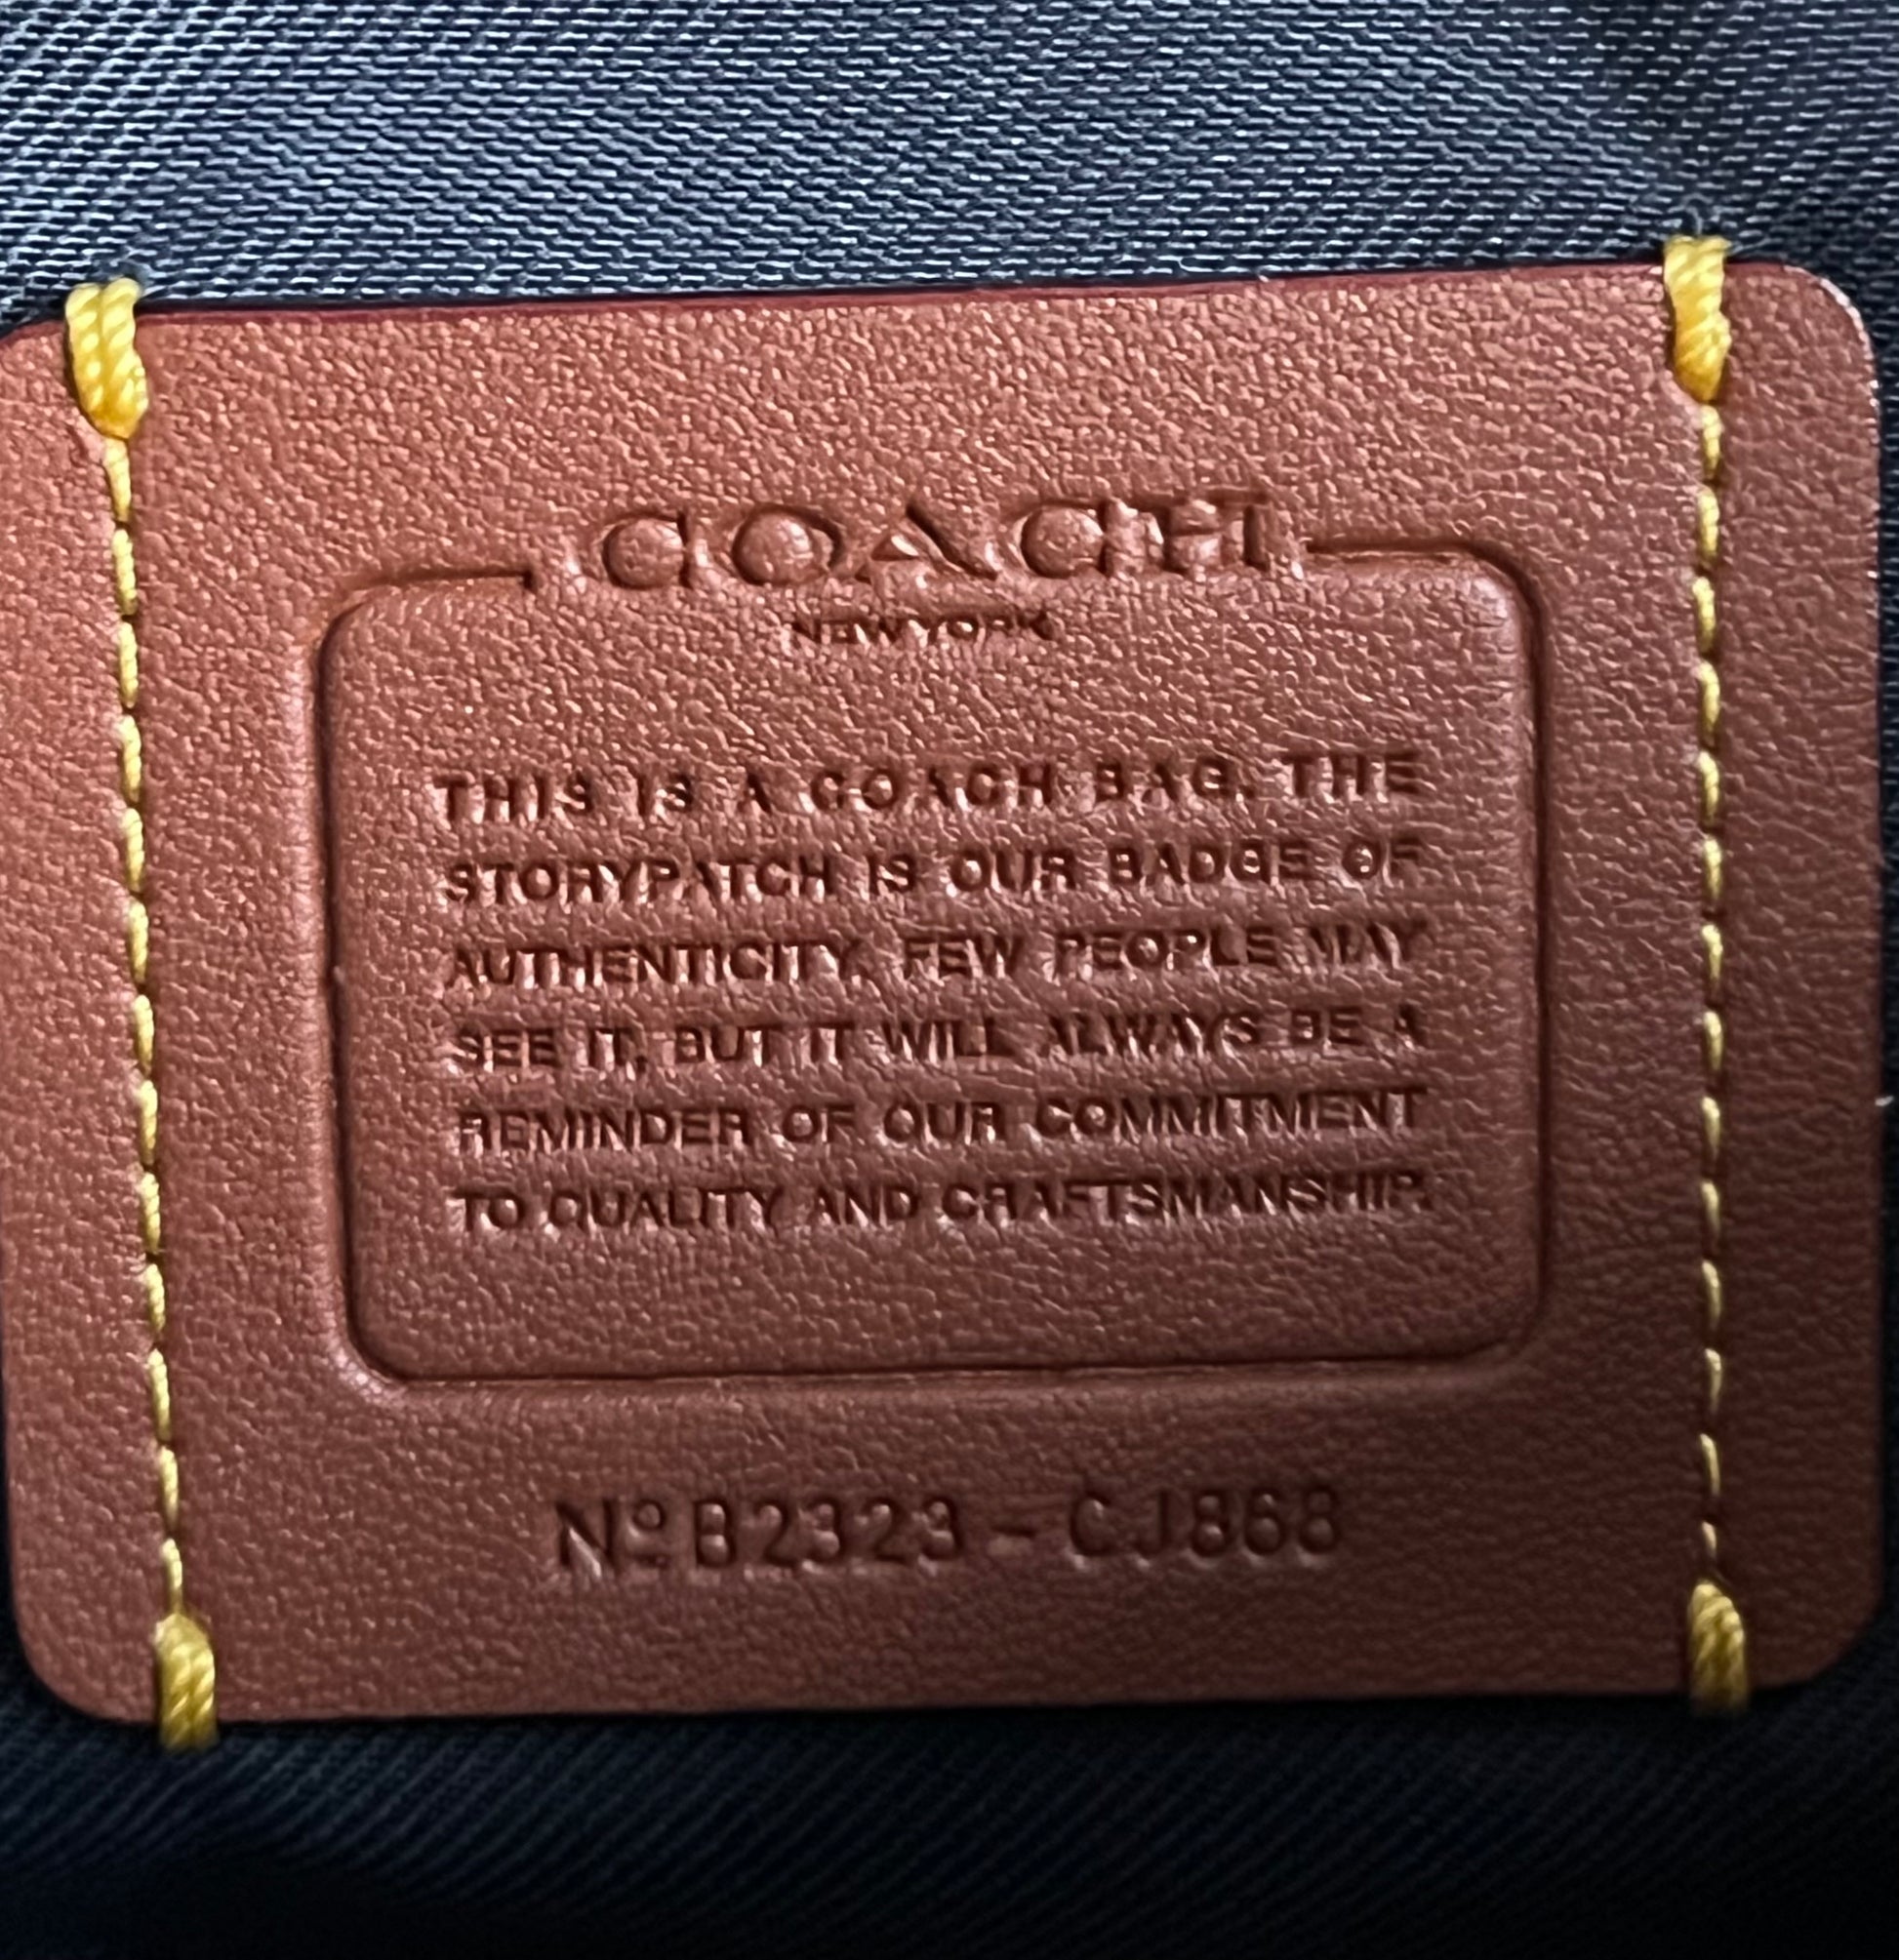 COACH
NEW YORK
THIS IS A COACH BAG. THE
STORYPATCH IS OUR BADGE OF
AUTHENTICITY. FEW PEOPLE MAY
SEE IT, BUT IT WILL ALWAYS BE A
REMINDER OF OUR COMMITMENT
TO QUALITY AND CRAFTSMANSHIP.
Nº B2323 - CJ868